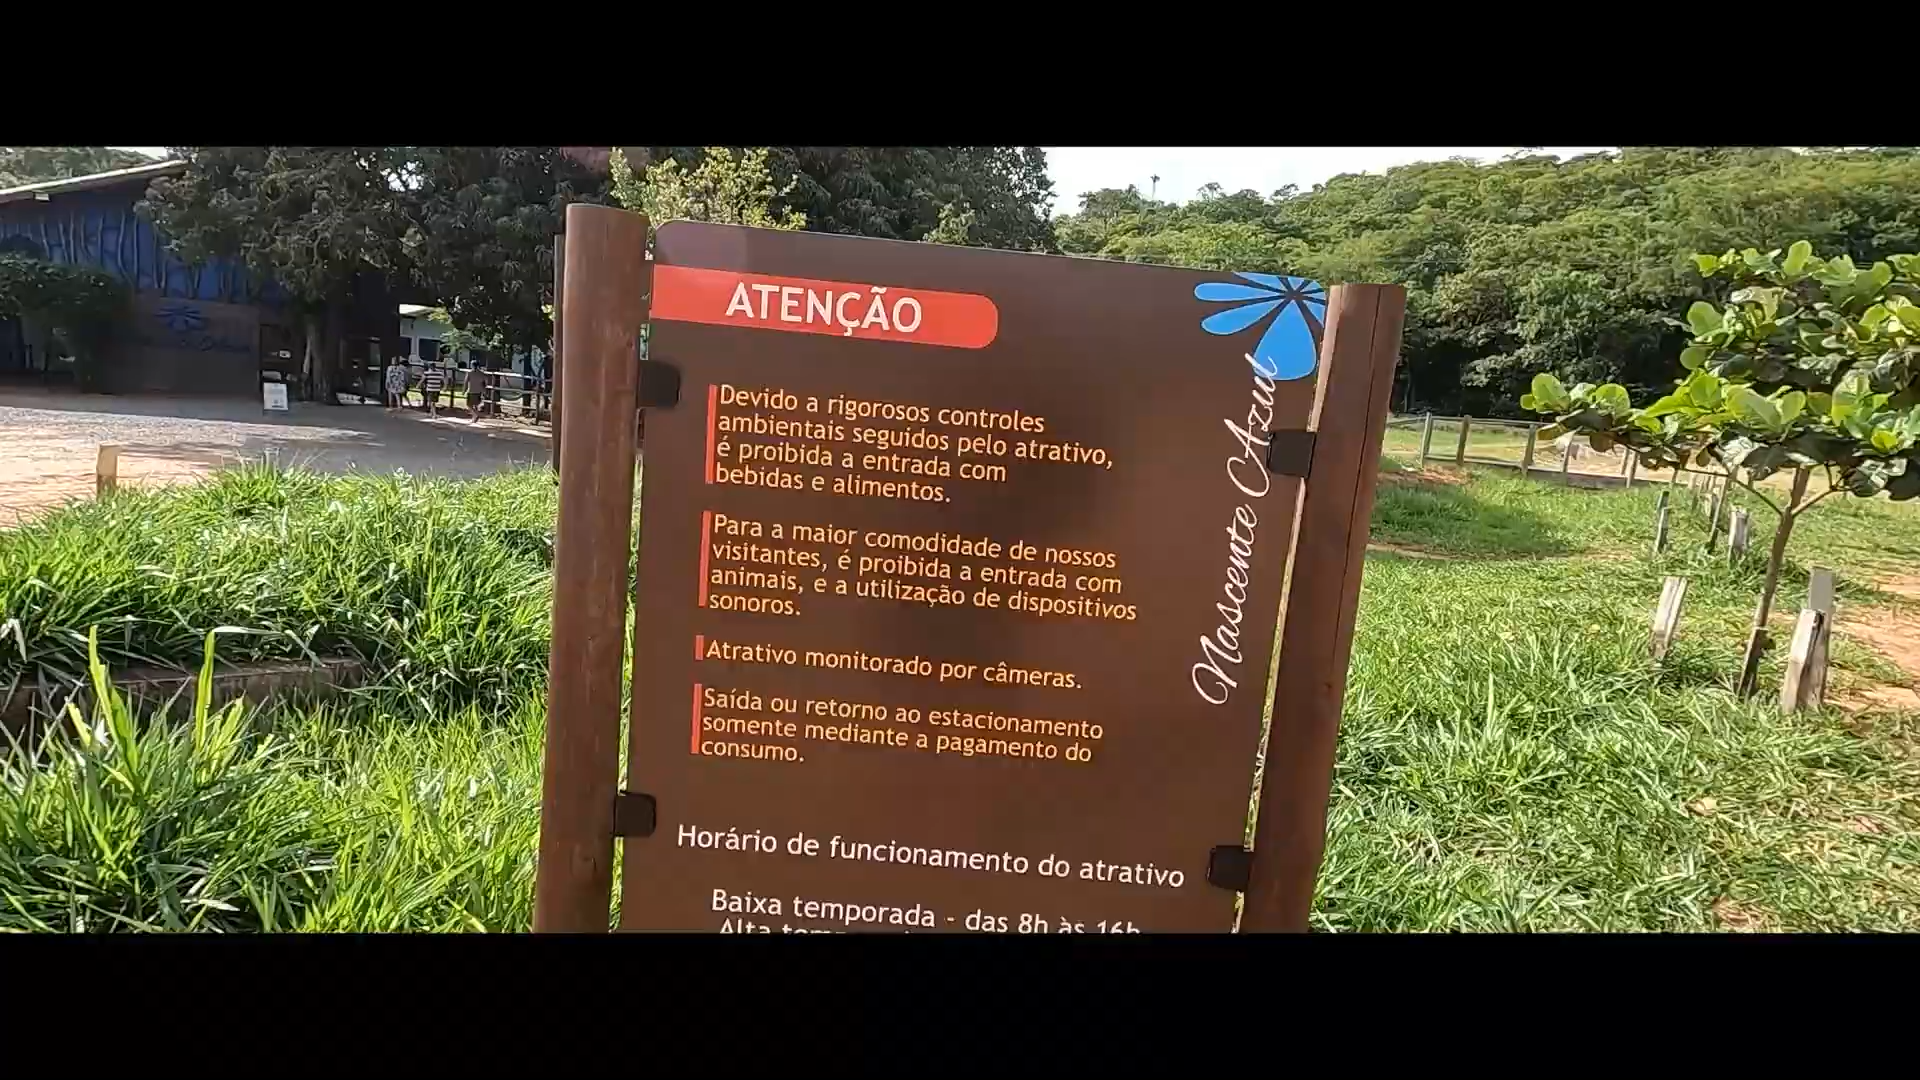 ATENÇÃO
Devido a rigorosos controles
ambientais seguidos pelo atrativo,
é proibida a entrada com
bebidas e alimentos.
Para a maior comodidade de nossos
visitantes, é proibida a entrada com
animais, e a utilização de dispositivos
sonoros.
Atrativo monitorado por câmeras.
Saída ou retorno ao estacionamento
somente mediante a pagamento do
consumo.
Nascente Azul
Horário de funcionamento do atrativo
Baixa temporada - das 8h às 16h
Alta